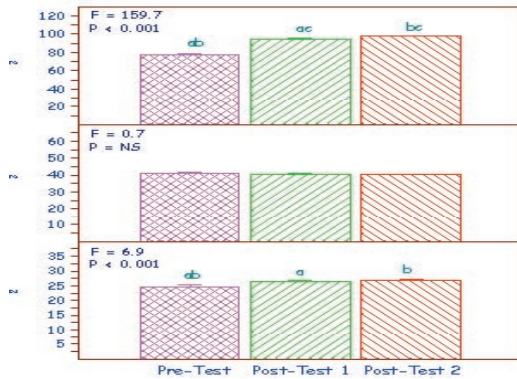 120
100
80
60
40
20
F = 159.7
P < 0.001
ab
ac
bc
60
50
40
30
20
10
F = 0.7
P = NS
35
30
25
20
15
10
5
F = 6.9
P < 0.001
ab
a
b
Pre-Test Post-Test 1 Post-Test 2